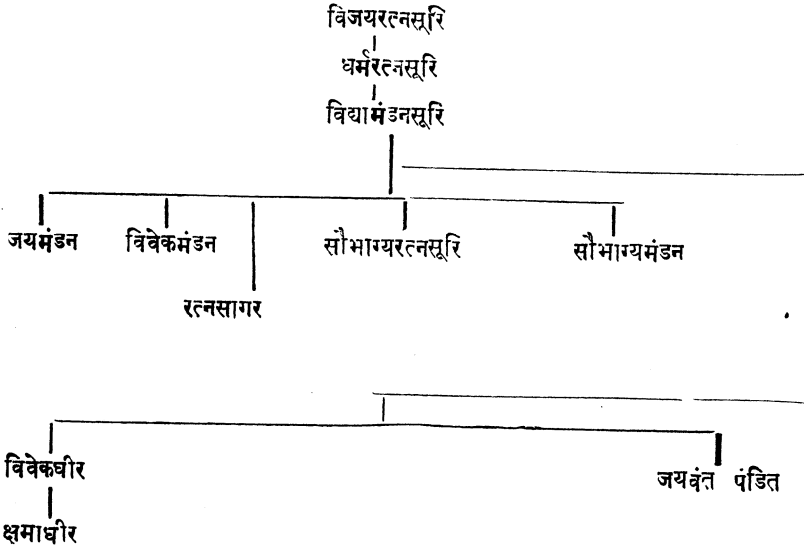 विजयरत्नसूरि
धर्मरत्नसूरि
विद्यामंडनसूरि
जयमंडन विवेकमंडन सौभाग्यरत्नसूरि सौभाग्यमंडन
रत्नसागर
विवेकधीर जयवंत पंडित
क्षमाधीर